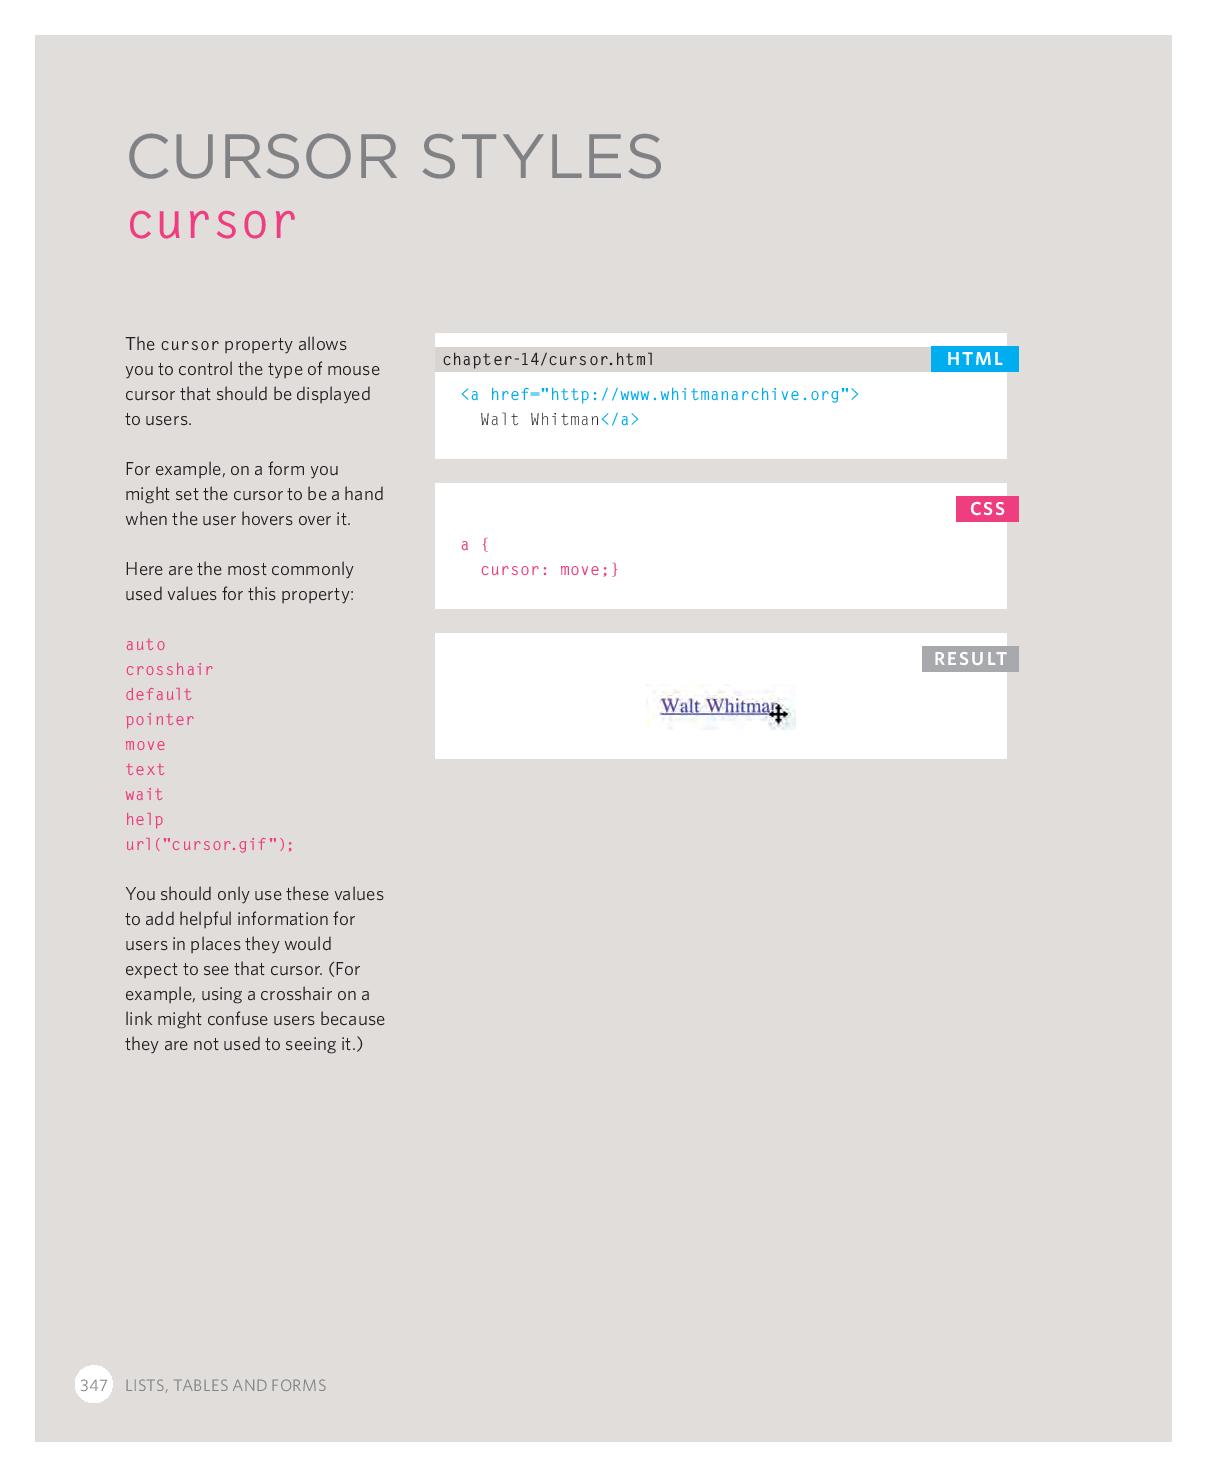 CURSOR STYLES
cursor
The cursor property allows
you to control the type of mouse
cursor that should be displayed
to users.
For example, on a form you
might set the cursor to be a hand
when the user hovers over it.
Here are the most commonly
used values for this property:
auto
crosshair
default
pointer
move
text
wait
help
url("cursor.gif");
You should only use these values
to add helpful information for
users in places they would
expect to see that cursor. (For
example, using a crosshair on a
link might confuse users because
they are not used to seeing it.)
chapter-14/cursor.html HTML
<a href="http://www.whitmanarchive.org">
Walt Whitman</a>
CSS
a {
cursor: move;}
RESULT
Walt Whitman
347 LISTS, TABLES AND FORMS